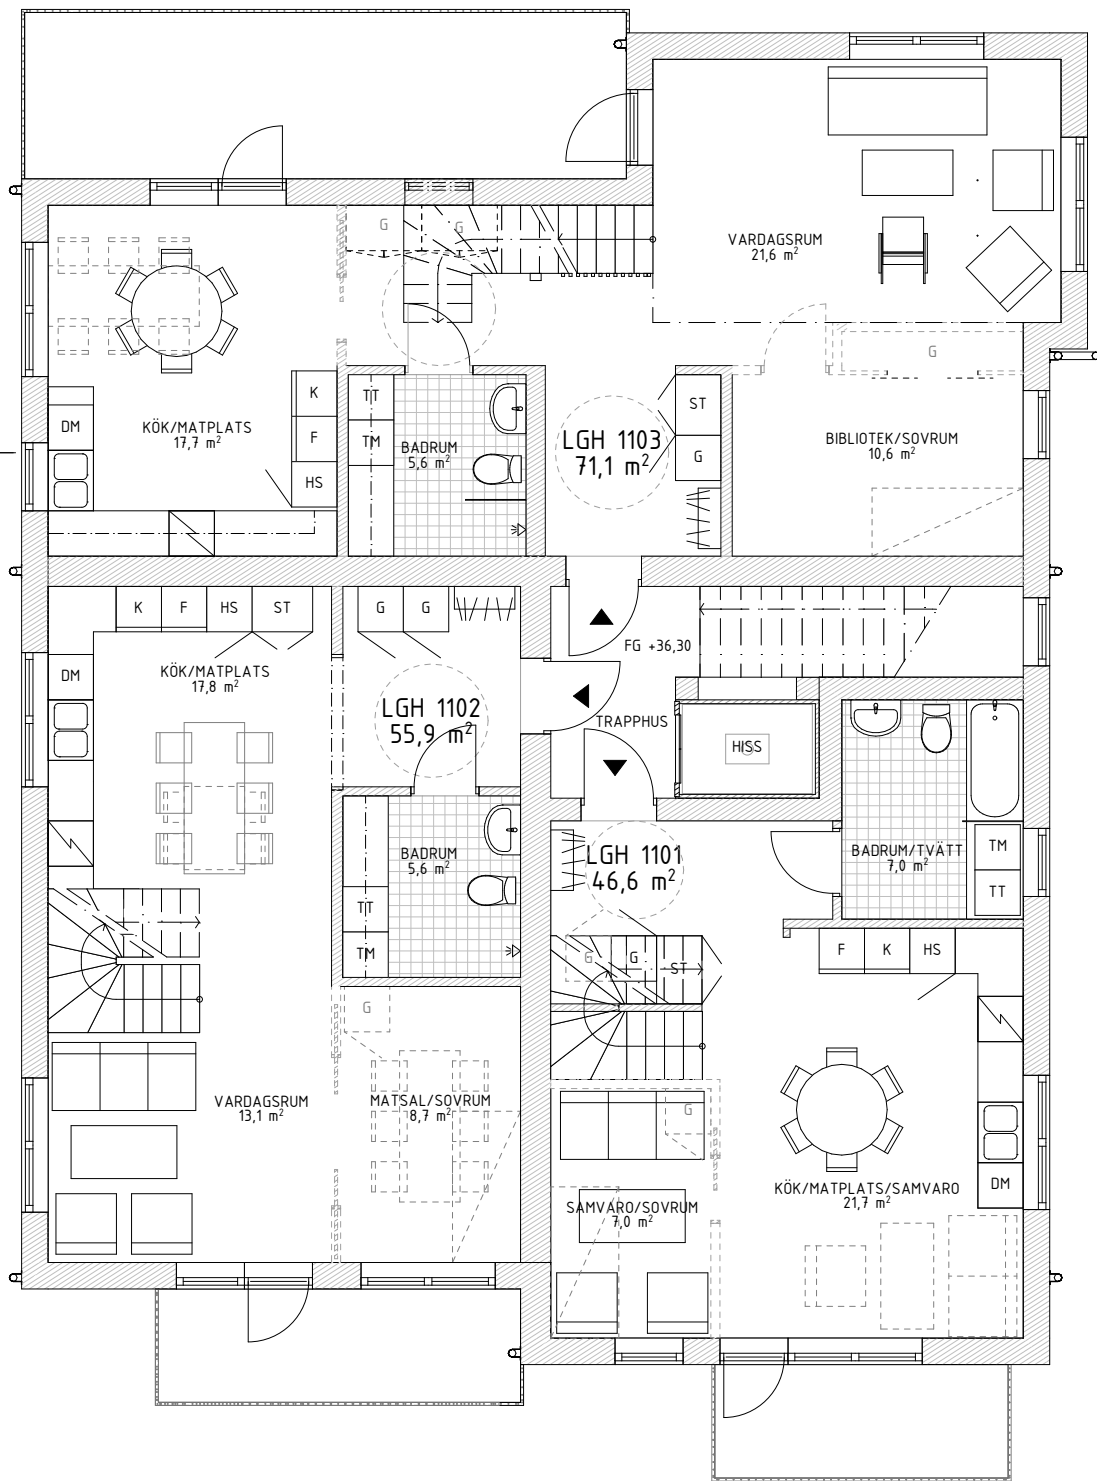 G
G
VARDAGSRUM
21,6 m²
G
K
F
HS
DM
KÖK/MATPLATS
17,7 m²
TT
TM
BADRUM
5,6 m²
LGH 1103
71,1 m²
ST
G
BIBLIOTEK/SOVRUM
10,6 m²
K
F
HS
ST
G
G
FG +36,30
DM
KÖK/MATPLATS
17,8 m²
LGH 1102
55,9 m²
TRAPPHUS
HISS
G
BADRUM
5,6 m²
TT
TM
LGH 1101
46,6 m²
BADRUM/TVÄTT
7,0 m²
TM
TT
G
G
ST
F
K
HS
G
VARDAGSRUM
13,1 m²
MATSAL/SOVRUM
8,7 m²
G
SAMVARO/SOVRUM
7,0 m²
KÖK/MATPLATS/SAMVARO
21,7 m²
DM